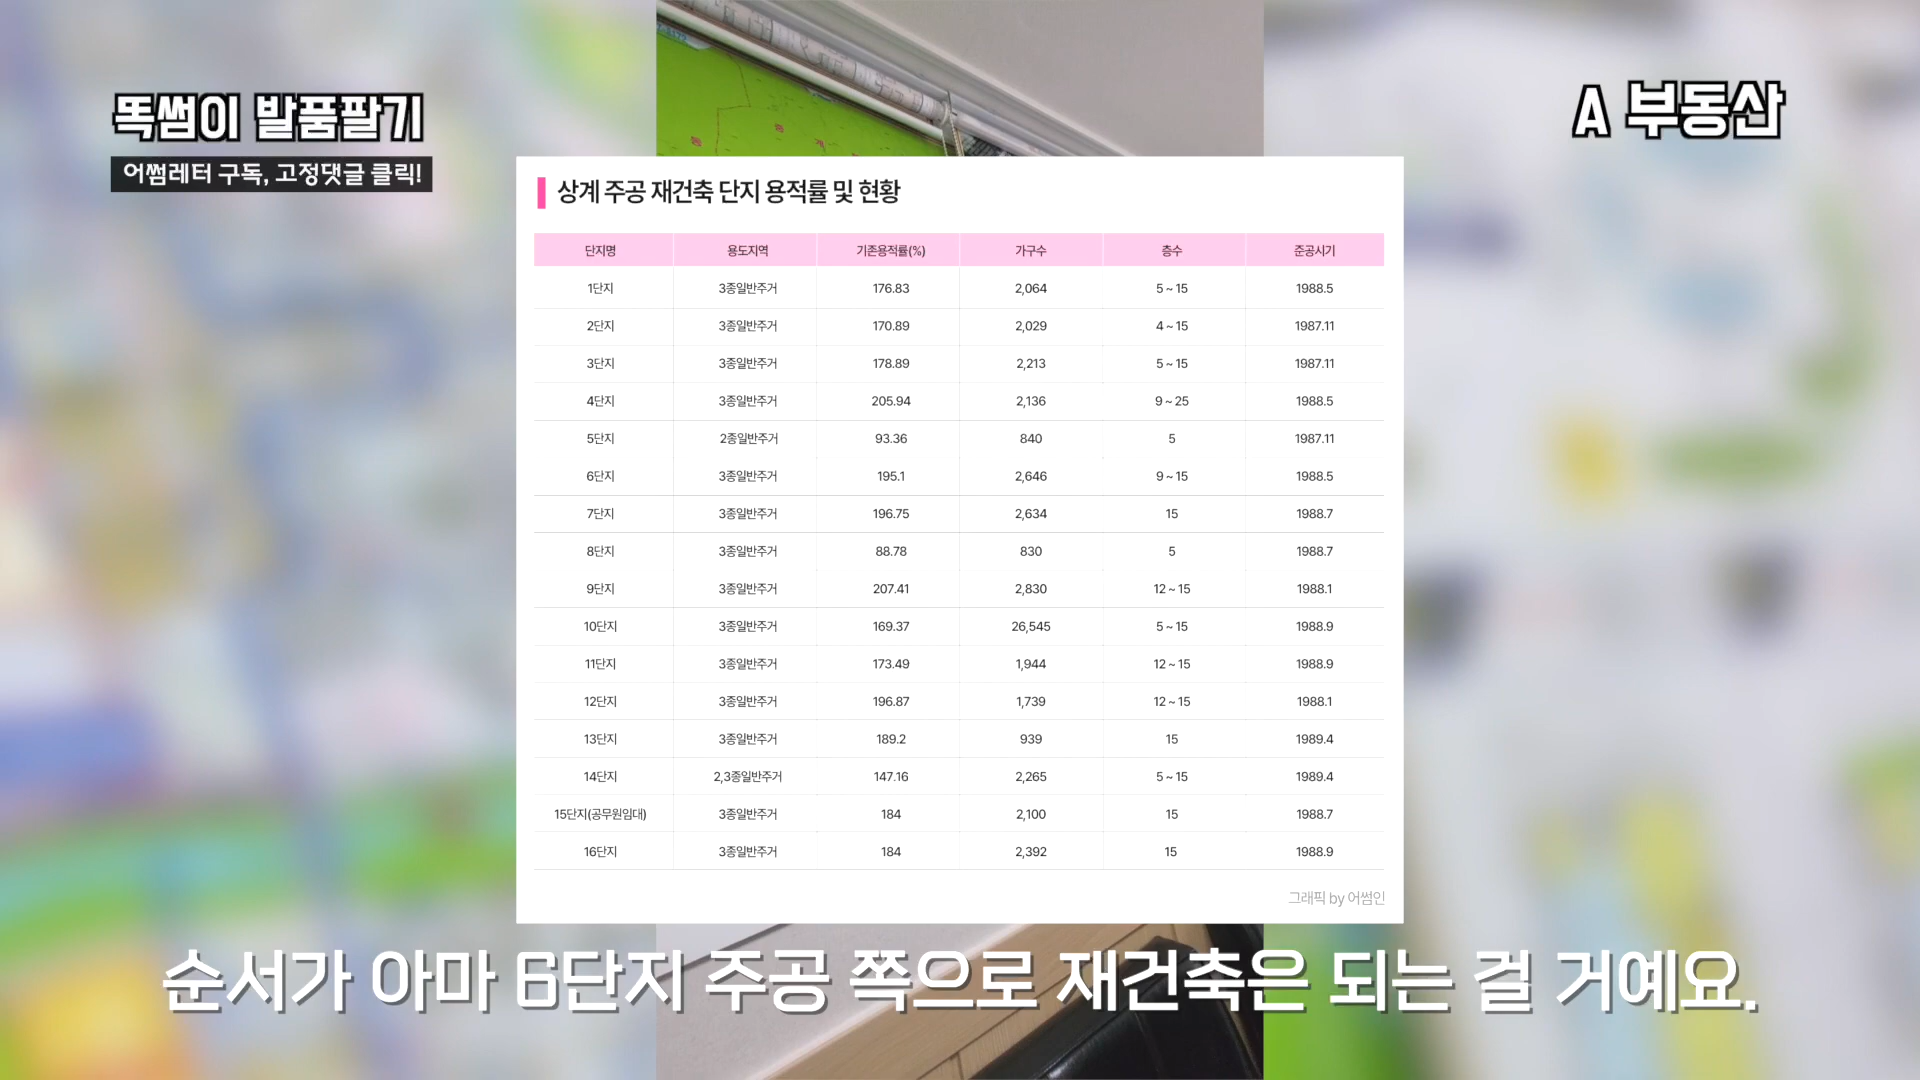 똑썸이 발품팔기
어썸레터 구독, 고정댓글 클릭!
A 부동산
상계 주공 재건축 단지 용적률 및 현황
단지명 용도지역 기존용적률(%) 가구수 층수 준공시기
1단지 3종일반주거 176.83 2,064 5 ~ 15 1988.5
2단지 3종일반주거 170.89 2,029 4 ~ 15 1987.11
3단지 3종일반주거 178.89 2,213 5 ~ 15 1987.11
4단지 3종일반주거 205.94 2,136 9 ~ 25 1988.5
5단지 2종일반주거 93.36 840 5 1987.11
6단지 3종일반주거 195.1 2,646 9 ~ 15 1988.5
7단지 3종일반주거 196.75 2,634 15 1988.7
8단지 3종일반주거 88.78 830 5 1988.7
9단지 3종일반주거 207.41 2,830 12 ~ 15 1988.1
10단지 3종일반주거 169.37 26,545 5 ~ 15 1988.9
11단지 3종일반주거 173.49 1,944 12 ~ 15 1988.9
12단지 3종일반주거 196.87 1,739 12 ~ 15 1988.1
13단지 3종일반주거 189.2 939 15 1989.4
14단지 2,3종일반주거 147.16 2,265 5 ~ 15 1989.4
15단지(공무원임대) 3종일반주거 184 2,100 15 1988.7
16단지 3종일반주거 184 2,392 15 1988.9
그래픽 by 어썸인
순서가 아마 6단지 주공 쪽으로 재건축은 되는 걸 거예요.